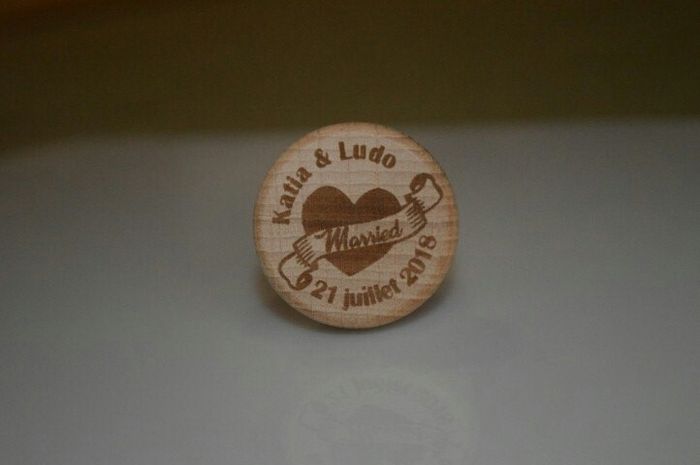 Katia & Ludo
Married
21 juillet 2018